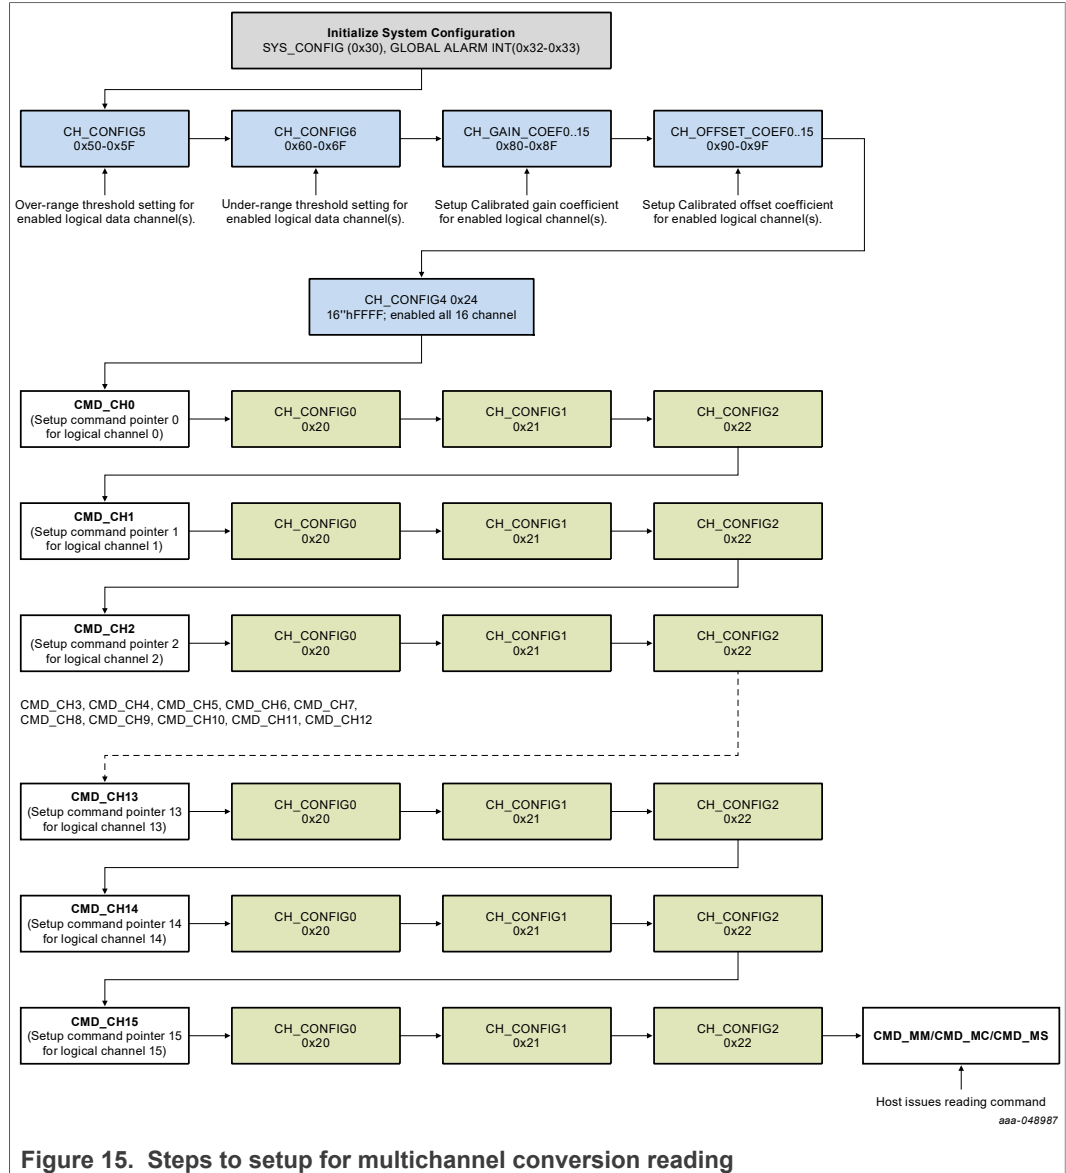 Initialize System Configuration
SYS_CONFIG (0x30), GLOBAL ALARM INT(0x32-0x33)
CH_CONFIG5
0x50-0x5F
CH_CONFIG6
0x60-0x6F
CH_GAIN_COEF0..15
0x80-0x8F
CH_OFFSET_COEF0..15
0x90-0x9F
Over-range threshold setting for
enabled logical data channel(s).
Under-range threshold setting for
enabled logical data channel(s).
Setup Calibrated gain coefficient
for enabled logical channel(s).
Setup Calibrated offset coefficient
for enabled logical channel(s).
CH_CONFIG4 0x24
16"hFFFF; enabled all 16 channel
CMD_CH0
(Setup command pointer 0
for logical channel 0)
CH_CONFIG0
0x20
CH_CONFIG1
0x21
CH_CONFIG2
0x22
CMD_CH1
(Setup command pointer 1
for logical channel 1)
CH_CONFIG0
0x20
CH_CONFIG1
0x21
CH_CONFIG2
0x22
CMD_CH2
(Setup command pointer 2
for logical channel 2)
CH_CONFIG0
0x20
CH_CONFIG1
0x21
CH_CONFIG2
0x22
CMD_CH3, CMD_CH4, CMD_CH5, CMD_CH6, CMD_CH7,
CMD_CH8, CMD_CH9, CMD_CH10, CMD_CH11, CMD_CH12
CMD_CH13
(Setup command pointer 13
for logical channel 13)
CH_CONFIG0
0x20
CH_CONFIG1
0x21
CH_CONFIG2
0x22
CMD_CH14
(Setup command pointer 14
for logical channel 14)
CH_CONFIG0
0x20
CH_CONFIG1
0x21
CH_CONFIG2
0x22
CMD_CH15
(Setup command pointer 15
for logical channel 15)
CH_CONFIG0
0x20
CH_CONFIG1
0x21
CH_CONFIG2
0x22
CMD_MM/CMD_MC/CMD_MS
Host issues reading command
aaa-048987
Figure 15. Steps to setup for multichannel conversion reading